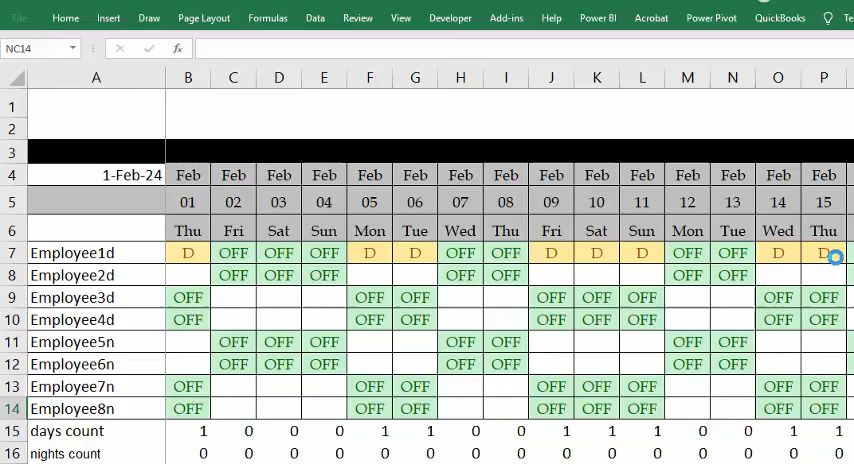 File Home Insert Draw Page Layout Formulas Data Review View Developer Add-ins Help Power BI Acrobat Power Pivot QuickBooks Te
NC14 fx
A B C D E F G H I J K L M N O P
1
2
3
4 1-Feb-24 Feb Feb Feb Feb Feb Feb Feb Feb Feb Feb Feb Feb Feb Feb Feb
5 01 02 03 04 05 06 07 08 09 10 11 12 13 14 15
6 Thu Fri Sat Sun Mon Tue Wed Thu Fri Sat Sun Mon Tue Wed Thu
7 Employee1d D OFF OFF OFF D D OFF OFF D D D OFF OFF D D
8 Employee2d OFF OFF OFF OFF OFF OFF OFF
9 Employee3d OFF OFF OFF OFF OFF OFF OFF OFF
10 Employee4d OFF OFF OFF OFF OFF OFF OFF OFF
11 Employee5n OFF OFF OFF OFF OFF OFF OFF
12 Employee6n OFF OFF OFF OFF OFF OFF OFF
13 Employee7n OFF OFF OFF OFF OFF OFF OFF OFF
14 Employee8n OFF OFF OFF OFF OFF OFF OFF OFF
15 days count 1 0 0 0 1 1 0 0 1 1 1 0 0 1 1
16 nights count 0 0 0 0 0 0 0 0 0 0 0 0 0 0 0